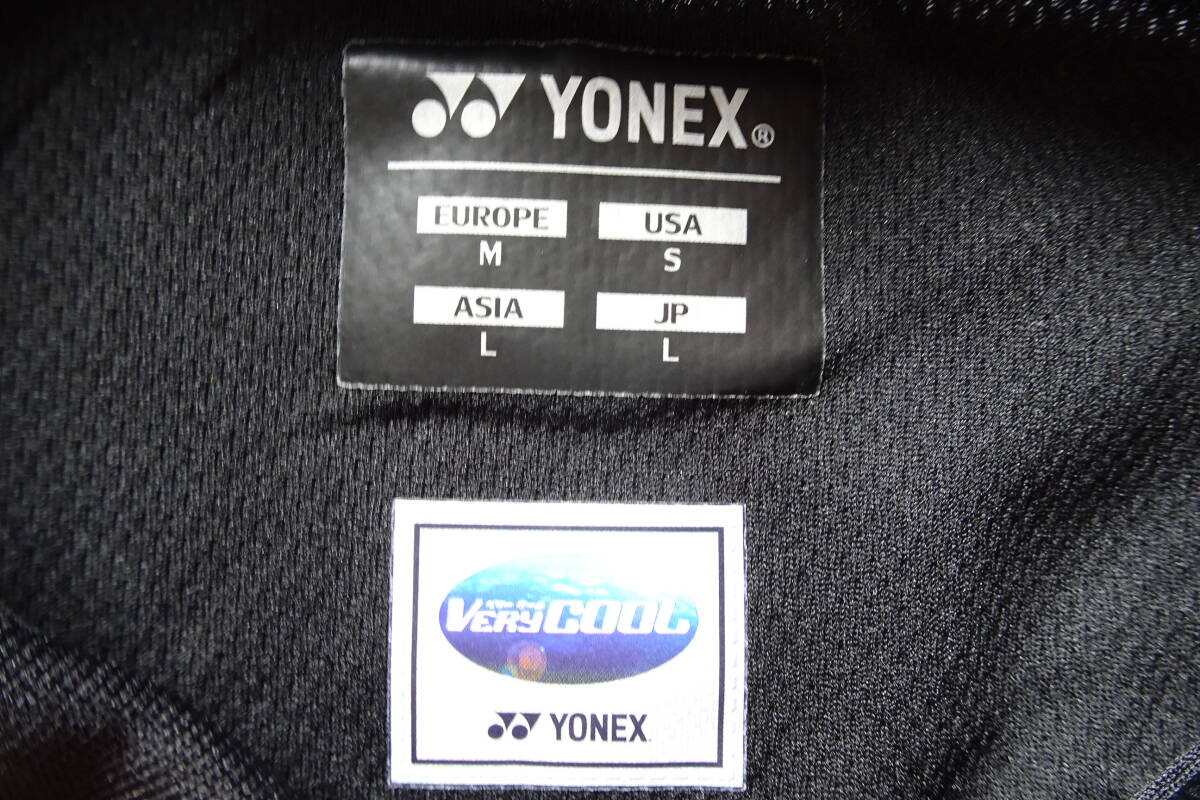 YONEX®
EUROPE USA
M S
ASIA JP
L L
VERYCOOL
YONEX